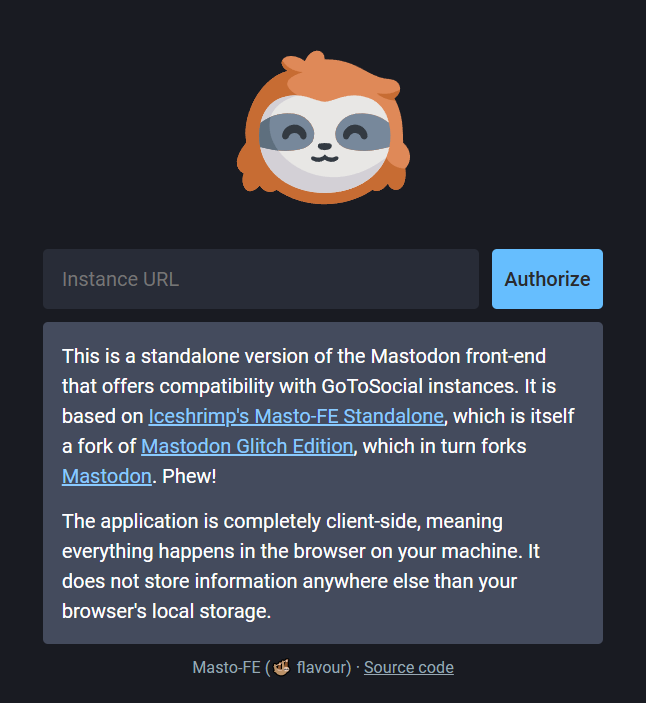 Instance URL
Authorize
This is a standalone version of the Mastodon front-end
that offers compatibility with GoToSocial instances. It is
based on Iceshrimp's Masto-FE Standalone, which is itself
a fork of Mastodon Glitch Edition, which in turn forks
Mastodon. Phew!
The application is completely client-side, meaning
everything happens in the browser on your machine. It
does not store information anywhere else than your
browser's local storage.
Masto-FE (🦥 flavour) · Source code